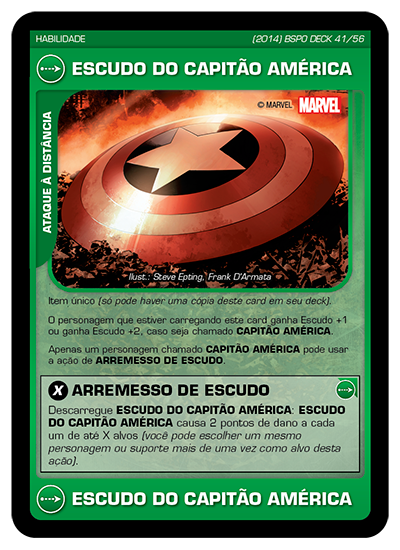 HABILIDADE (2014) BSPO DECK 41/56
ESCUDO DO CAPITÃO AMÉRICA
ATAQUE À DISTÂNCIA
© MARVEL MARVEL
Ilust.: Steve Epting, Frank D'Armata
Item único (só pode haver uma cópia deste card em seu deck).
O personagem que estiver carregando este card ganha Escudo +1
ou ganha Escudo +2, caso seja chamado CAPITÃO AMÉRICA.
Apenas um personagem chamado CAPITÃO AMÉRICA pode usar
a ação de ARREMESSO DE ESCUDO.
X ARREMESSO DE ESCUDO
Descarregue ESCUDO DO CAPITÃO AMÉRICA: ESCUDO
DO CAPITÃO AMÉRICA causa 2 pontos de dano a cada
um de até X alvos (você pode escolher um mesmo
personagem ou suporte mais de uma vez como alvo desta
ação).
ESCUDO DO CAPITÃO AMÉRICA